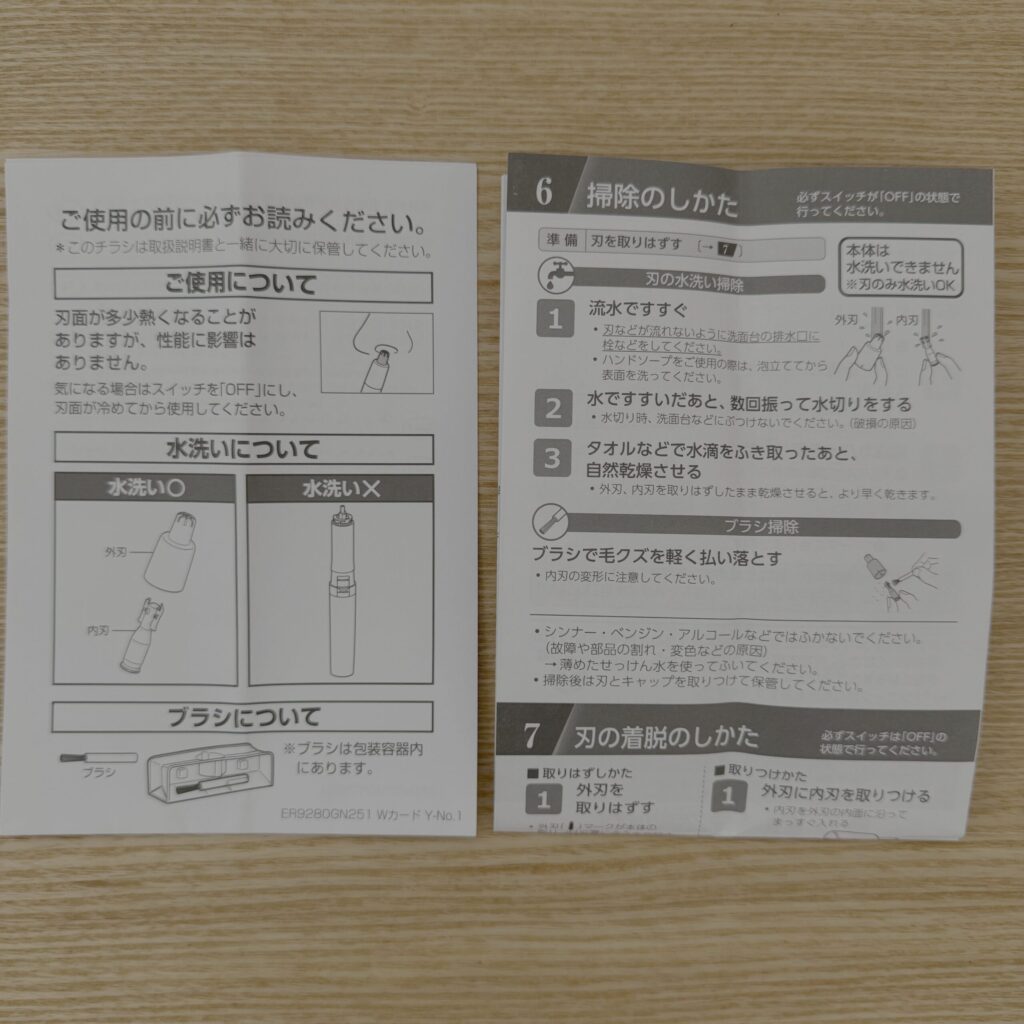 ご使用の前に必ずお読みください。
*このチラシは取扱説明書と一緒に大切に保管してください。
ご使用について
刃面が多少熱くなることが
ありますが、性能に影響は
ありません。
気になる場合はスイッチを「OFF」にし、
刃面が冷めてから使用してください。
水洗いについて
水洗い○
水洗い×
外刃
内刃
ブラシについて
ブラシ
※ブラシは包装容器内
にあります。
ER9280GN251 Wカード Y-No.1
6 掃除のしかた
必ずスイッチが「OFF」の状態で
行ってください。
準備 刃を取りはずす (→ 7 )
本体は
水洗いできません
※刃のみ水洗いOK
刃の水洗い掃除
1 流水ですすぐ
• 刃などが流れないように洗面台の排水口に
栓などをしてください。
• ハンドソープをご使用の際は、泡立ててから
表面を洗ってください。
外刃 内刃
2 水ですすいだあと、数回振って水切りをする
• 水切り時、洗面台などにぶつけないでください。(破損の原因)
3 タオルなどで水滴をふき取ったあと、
自然乾燥させる
• 外刃、内刃を取りはずしたまま乾燥させると、より早く乾きます。
ブラシ掃除
ブラシで毛クズを軽く払い落とす
• 内刃の変形に注意してください。
• シンナー・ベンジン・アルコールなどではふかないでください。
(故障や部品の割れ・変色などの原因)
→ 薄めたせっけん水を使ってふいてください。
• 掃除後は刃とキャップを取りつけて保管してください。
7 刃の着脱のしかた
必ずスイッチは「OFF」の
状態で行ってください。
■ 取りはずしかた
1 外刃を
取りはずす
■ 取りつけかた
1 外刃に内刃を取りつける
• 内刃を外刃の内面に沿って
まっすぐ入れる